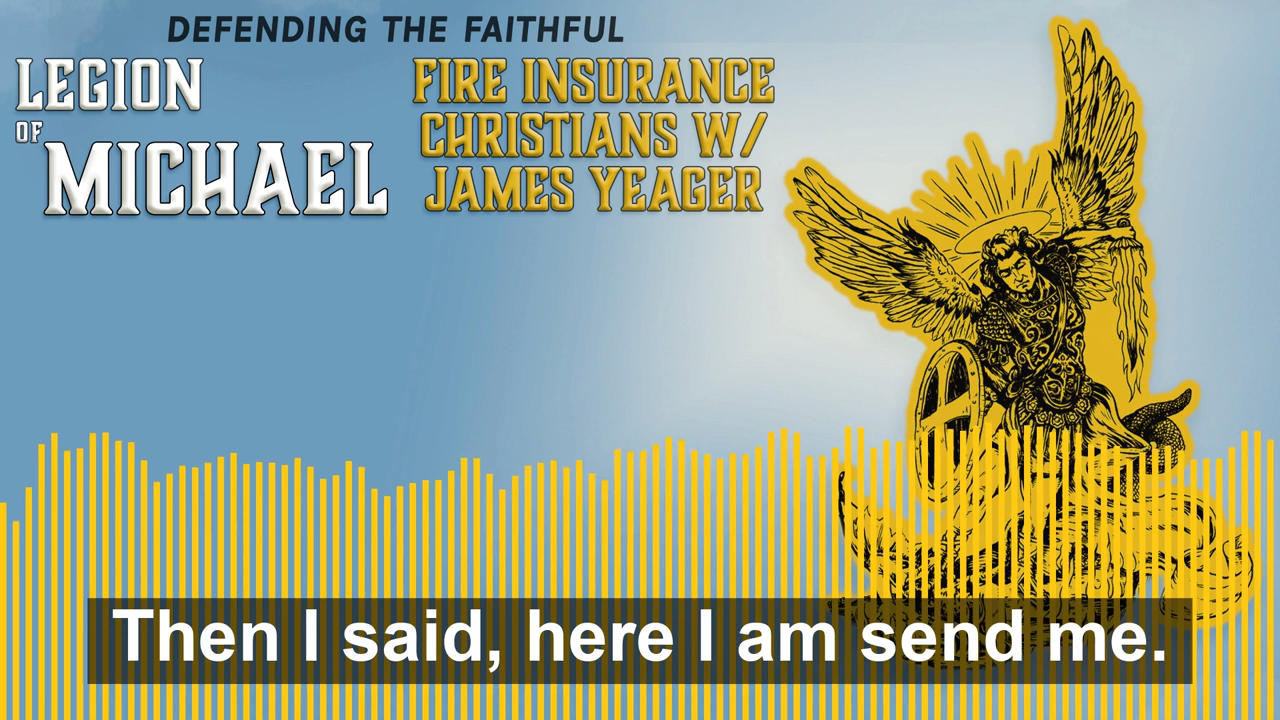 DEFENDING THE FAITHFUL
LEGION
OF
MICHAEL
FIRE INSURANCE
CHRISTIANS W/
JAMES YEAGER
Then I said, here I am send me.